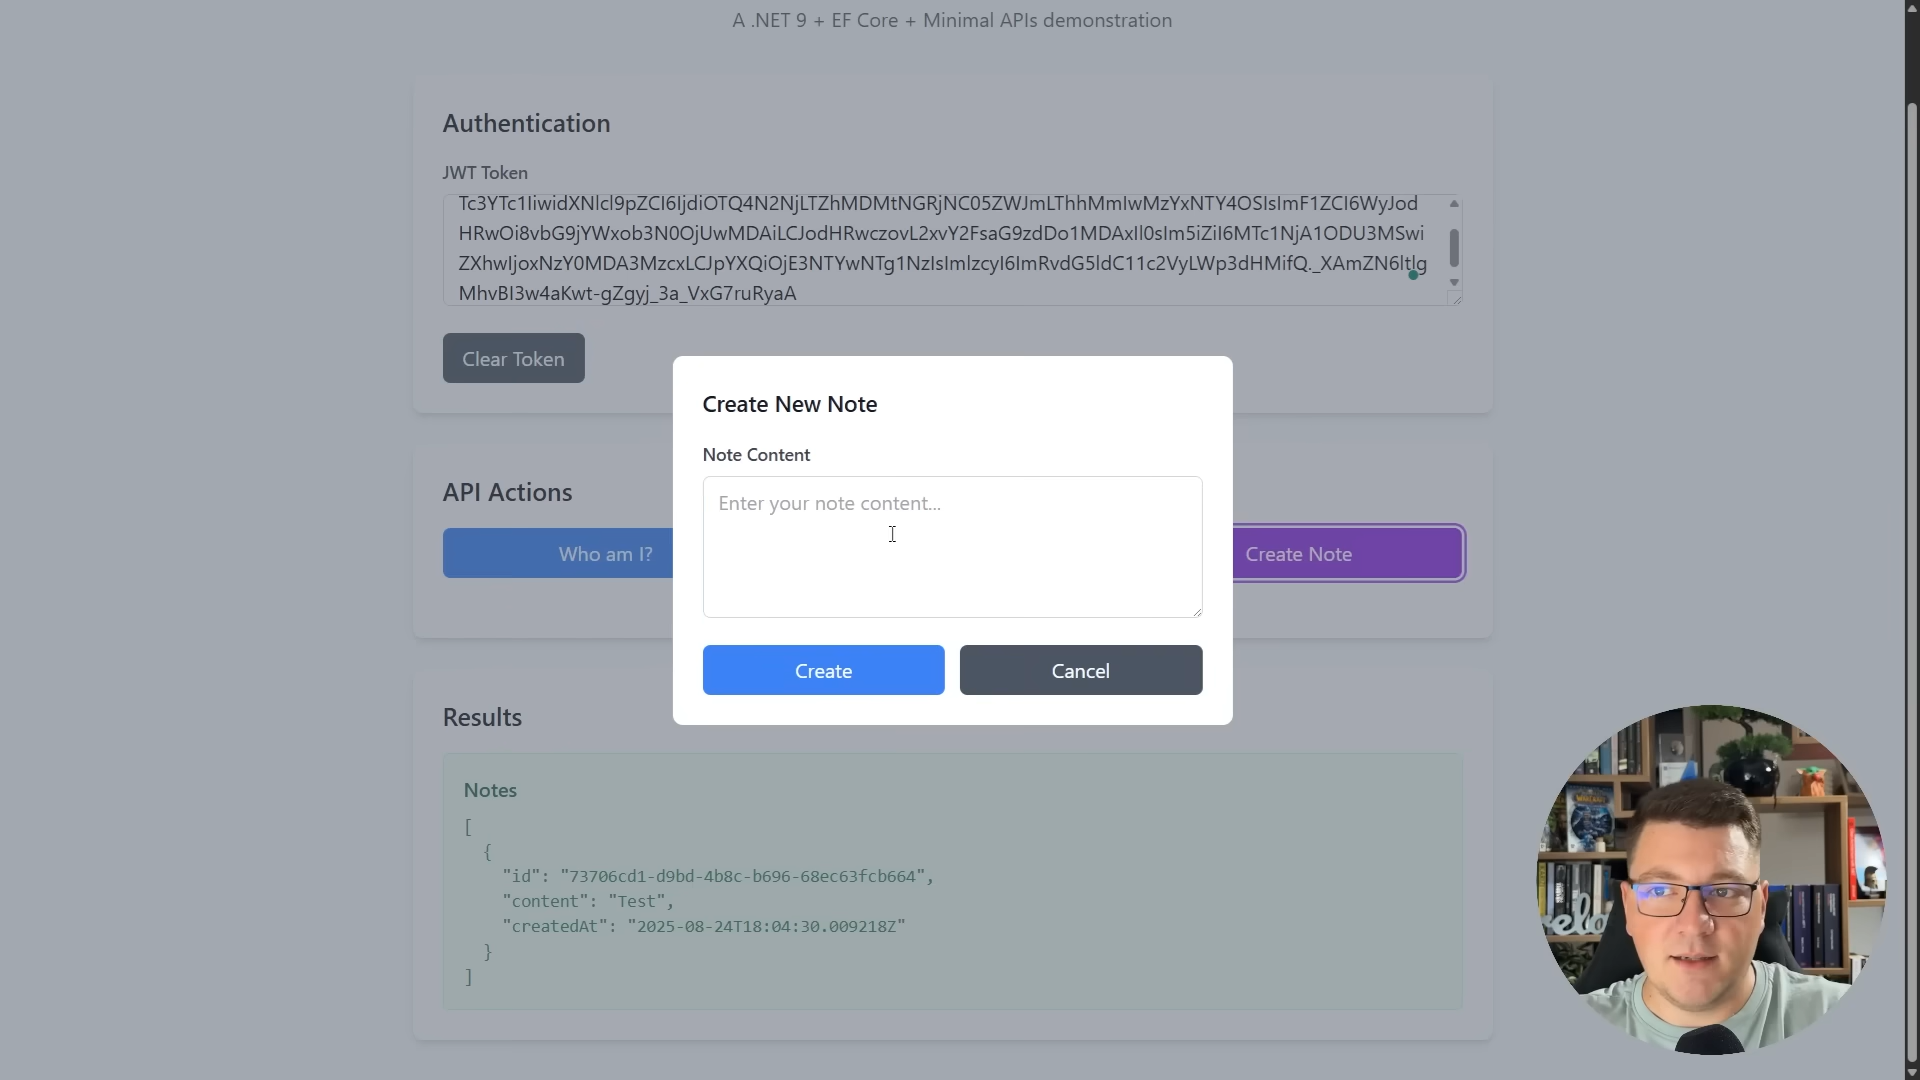 A .NET 9 + EF Core + Minimal APIs demonstration
Authentication
JWT Token
Tc3YTc1IiwidXNlcl9pZCI6IjdiOTQ4N2NjLTZhMDMtNGRjNC05ZWJmLThhMmIwMzYxNTY4OSIsImF1ZCI6WyJod
HRwOi8vbG9jYWxob3N0OjUwMDAiLCJodHRwczovL2xvY2FsaG9zdDo1MDAxIl0sIm5iZiI6MTc1NjA1ODU3MSwi
ZXhwIjoxNzY0MDA3MzcxLCJpYXQiOjE3NTYwNTg1NzIsImlzcyI6ImRvdG5ldC11c2VyLWp3dHMifQ._XAmZN6ltlg
MhvBI3w4aKwt-gZgyj_3a_VxG7ruRyaA
Clear Token
Create New Note
Note Content
API Actions
Enter your note content...
Who am I?
Create Note
Create
Cancel
Results
Notes
[
{
"id": "73706cd1-d9bd-4b8c-b696-68ec63fcb664",
"content": "Test",
"createdAt": "2025-08-24T18:04:30.009218Z"
}
]